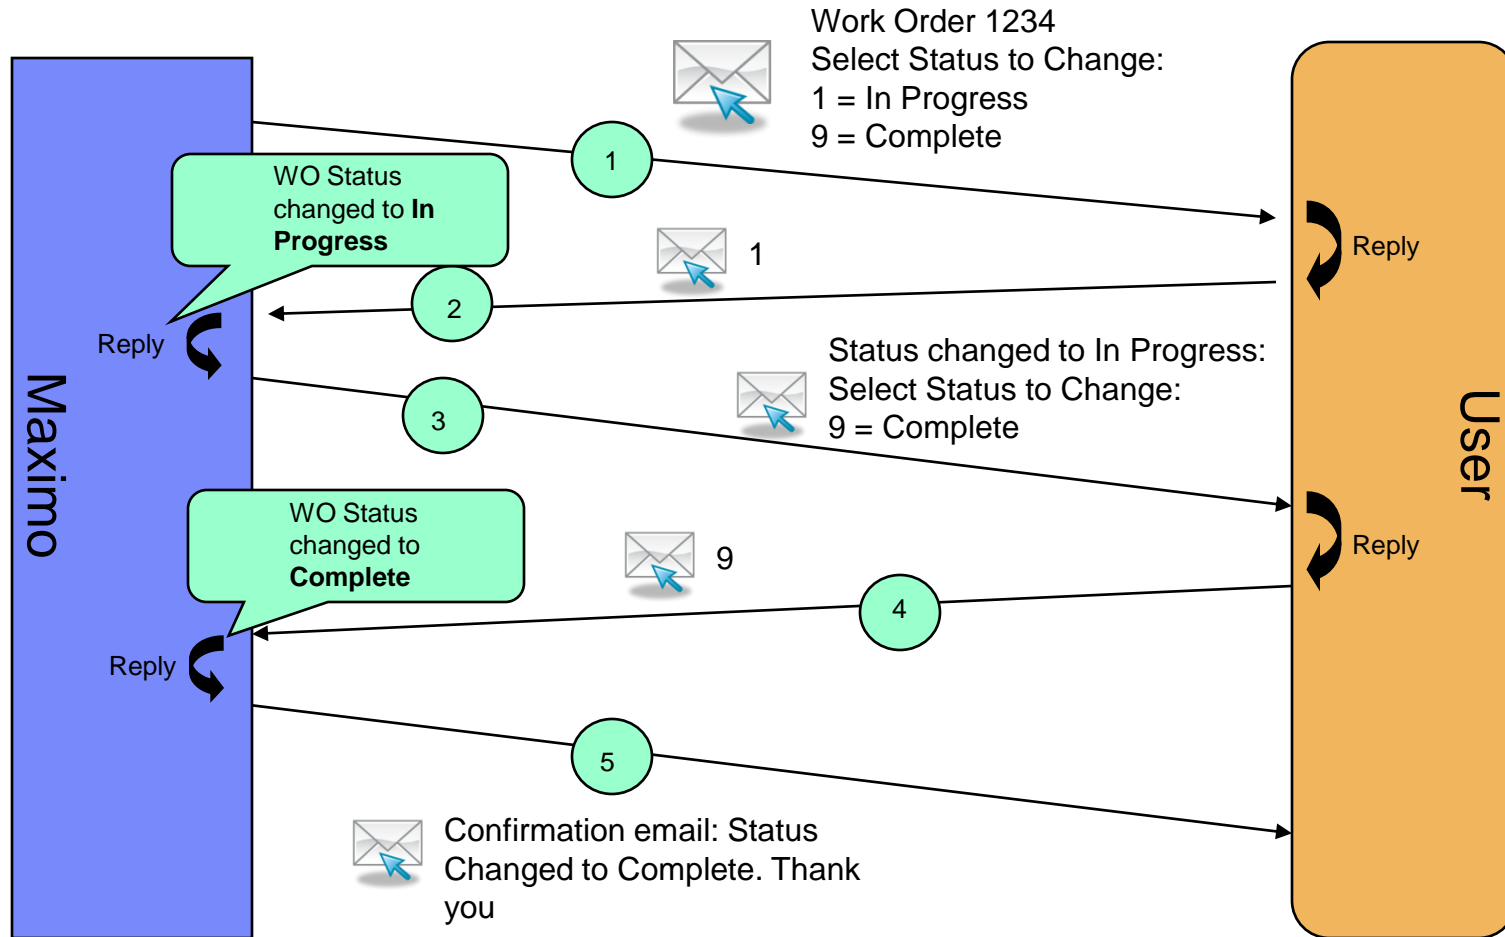 Work Order 1234
Select Status to Change:
1 = In Progress
9 = Complete
1
WO Status
changed to In
Progress
Reply
1
2
Reply
Status changed to In Progress:
Select Status to Change:
9 = Complete
3
Maximo
User
WO Status
changed to
Complete
9
Reply
4
Reply
5
Confirmation email: Status
Changed to Complete. Thank
you